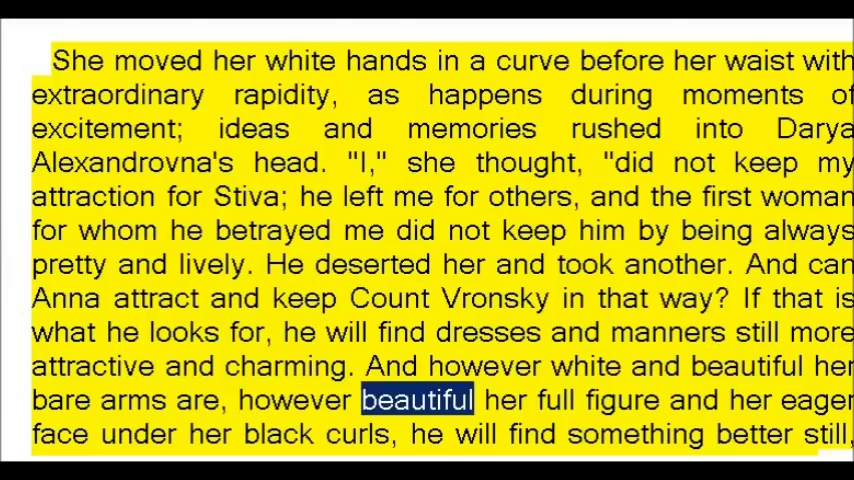 She moved her white hands in a curve before her waist with
extraordinary rapidity, as happens during moments of
excitement; ideas and memories rushed into Darya
Alexandrovna's head. "I," she thought, "did not keep my
attraction for Stiva; he left me for others, and the first woman
for whom he betrayed me did not keep him by being always
pretty and lively. He deserted her and took another. And can
Anna attract and keep Count Vronsky in that way? If that is
what he looks for, he will find dresses and manners still more
attractive and charming. And however white and beautiful her
bare arms are, however beautiful her full figure and her eager
face under her black curls, he will find something better still,